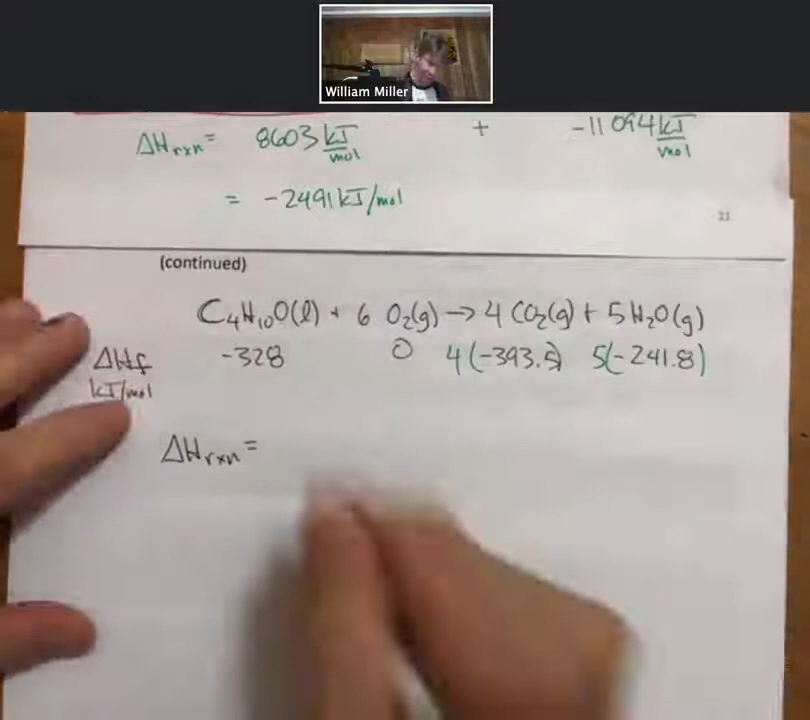 William Miller
ΔHrxn = 8603 kJ/mol + -11094 kJ/mol
= -2491 kJ/mol
21
(continued)
C₄H₁₀O(l) + 6 O₂(g) → 4 CO₂(g) + 5 H₂O(g)
ΔHf -328 0 4(-393.5) 5(-241.8)
kJ/mol
ΔHrxn =